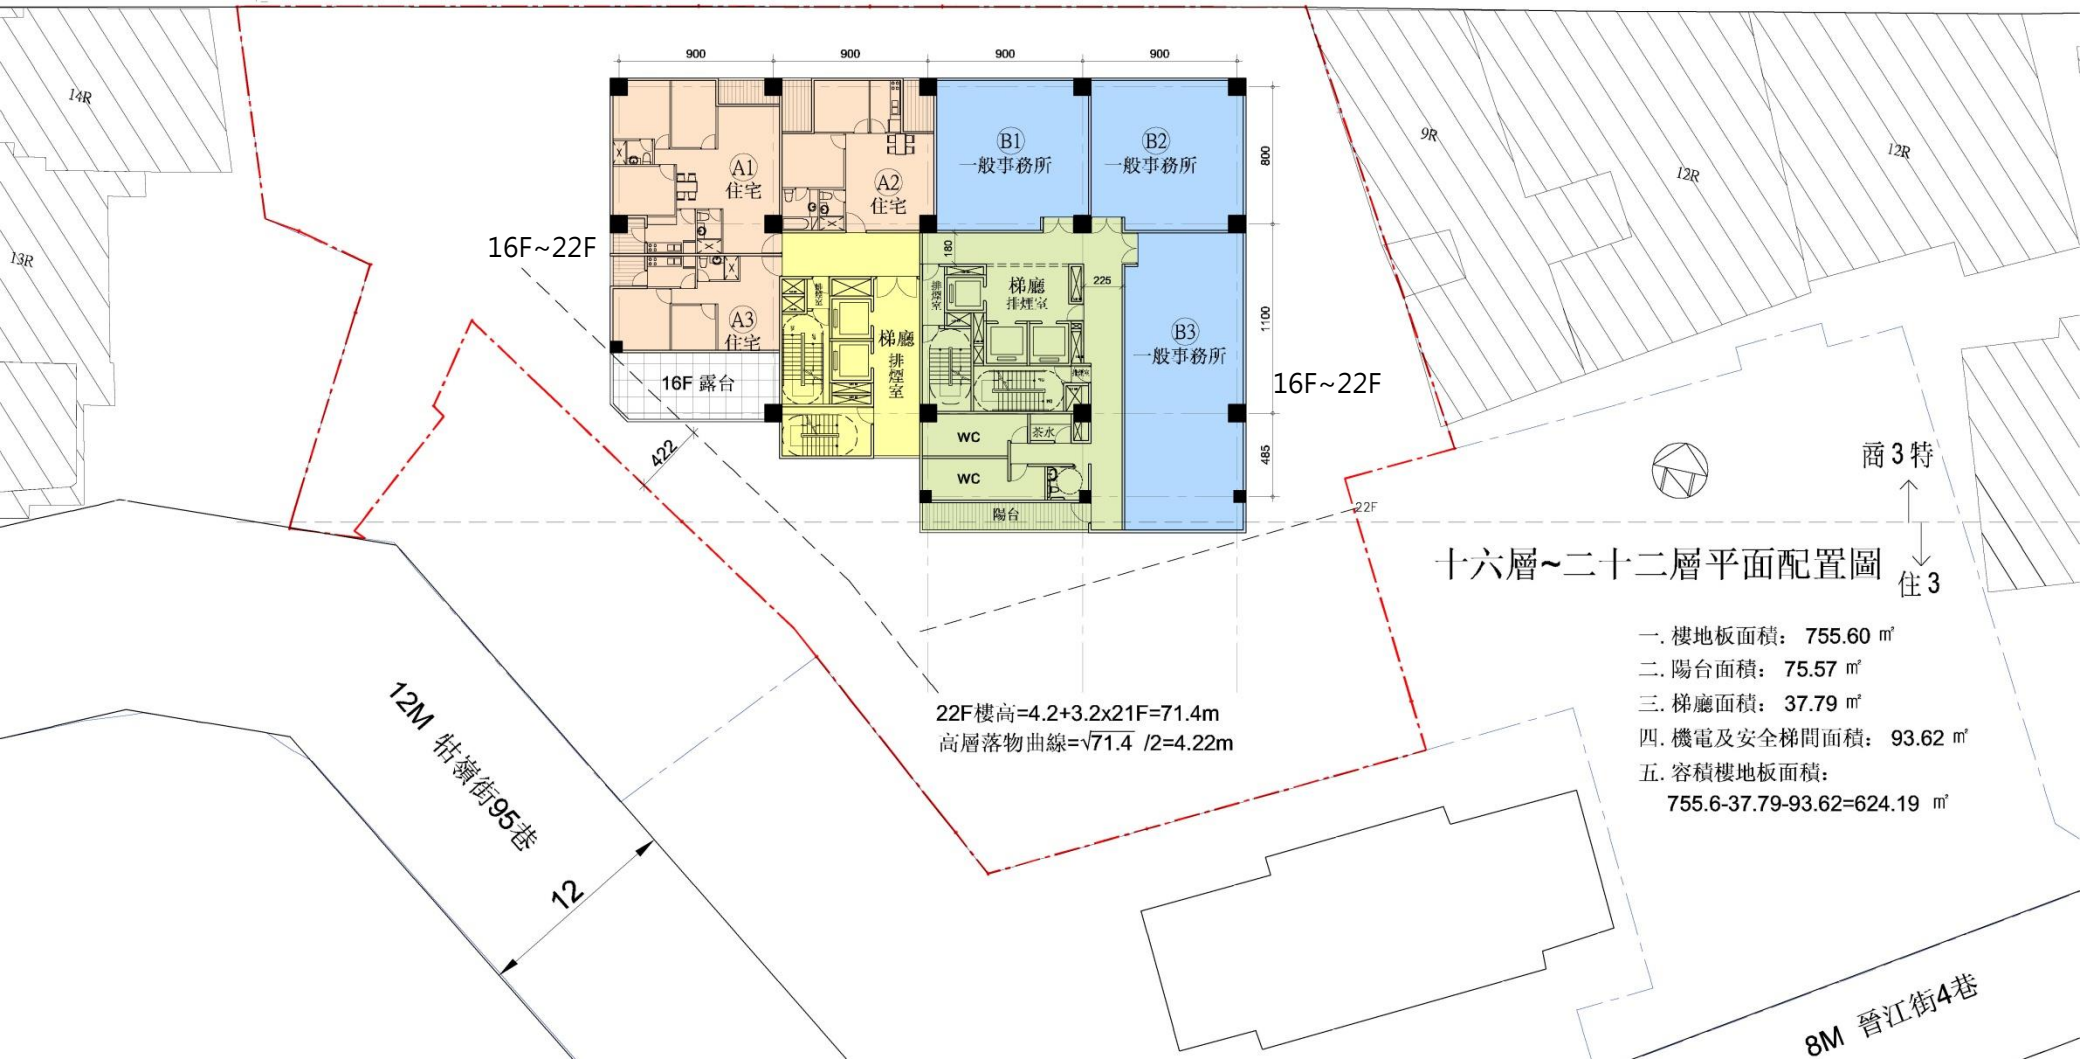 900
900
900
900
14R
13R
9R
12R
12R
A1
住宅
A2
住宅
A3
住宅
B1
一般事務所
B2
一般事務所
B3
一般事務所
800
1100
485
180
225
16F~22F
16F~22F
梯廳
排煙室
梯廳
排煙室
排煙室
排煙室
16F 露台
422
WC
WC
茶水
陽台
22F
商3特
住3
十六層~二十二層平面配置圖
一. 樓地板面積: 755.60 ㎡
二. 陽台面積: 75.57 ㎡
三. 梯廳面積: 37.79 ㎡
四. 機電及安全梯間面積: 93.62 ㎡
五. 容積樓地板面積:
755.6-37.79-93.62=624.19 ㎡
22F樓高=4.2+3.2x21F=71.4m
高層落物曲線=√71.4 /2=4.22m
12M 牯嶺街95巷
12
8M 晉江街4巷